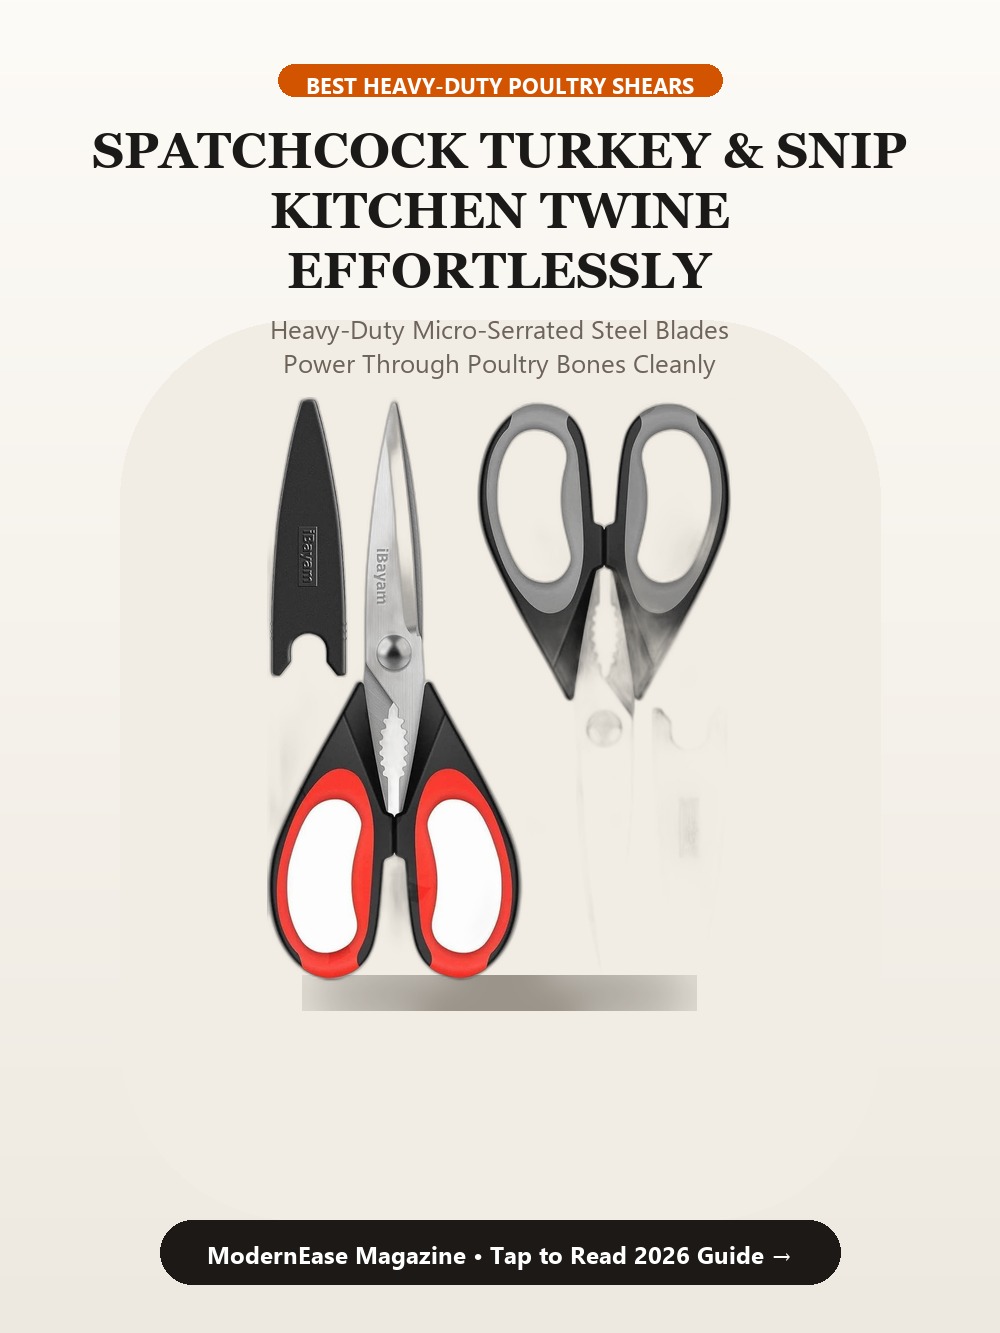 BEST HEAVY-DUTY POULTRY SHEARS
SPATCHCOCK TURKEY & SNIP
KITCHEN TWINE
EFFORTLESSLY
Heavy-Duty Micro-Serrated Steel Blades
Power Through Poultry Bones Cleanly
iBayam
iBayam
ModernEase Magazine • Tap to Read 2026 Guide →